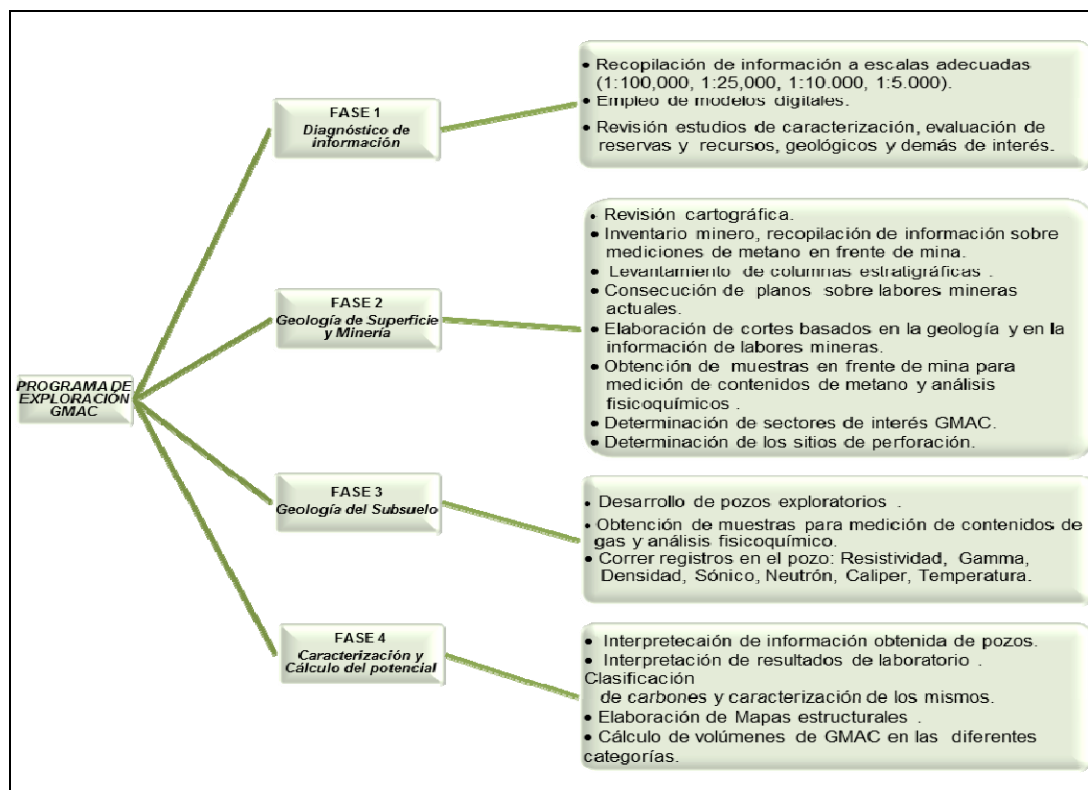 PROGRAMA DE
EXPLORACIÓN
GMAC
FASE 1
Diagnóstico de
información
• Recopilación de información a escalas adecuadas
(1:100,000, 1:25,000, 1:10.000, 1:5.000).
• Empleo de modelos digitales.
• Revisión estudios de caracterización, evaluación de
reservas y recursos, geológicos y demás de interés.
FASE 2
Geología de Superficie
y Minería
• Revisión cartográfica.
• Inventario minero, recopilación de información sobre
mediciones de metano en frente de mina.
• Levantamiento de columnas estratigráficas .
• Consecución de planos sobre labores mineras
actuales.
• Elaboración de cortes basados en la geología y en la
información de labores mineras.
• Obtención de muestras en frente de mina para
medición de contenidos de metano y análisis
fisicoquímicos .
• Determinación de sectores de interés GMAC.
• Determinación de los sitios de perforación.
FASE 3
Geología del Subsuelo
• Desarrollo de pozos exploratorios .
• Obtención de muestras para medición de contenidos de
gas y análisis fisicoquímico.
• Correr registros en el pozo: Resistividad, Gamma,
Densidad, Sónico, Neutrón, Caliper, Temperatura.
FASE 4
Caracterización y
Cálculo del potencial
• Interpretecaión de información obtenida de pozos.
• Interpretación de resultados de laboratorio .
Clasificación
de carbones y caracterización de los mismos.
• Elaboración de Mapas estructurales .
• Cálculo de volúmenes de GMAC en las diferentes
categorías.